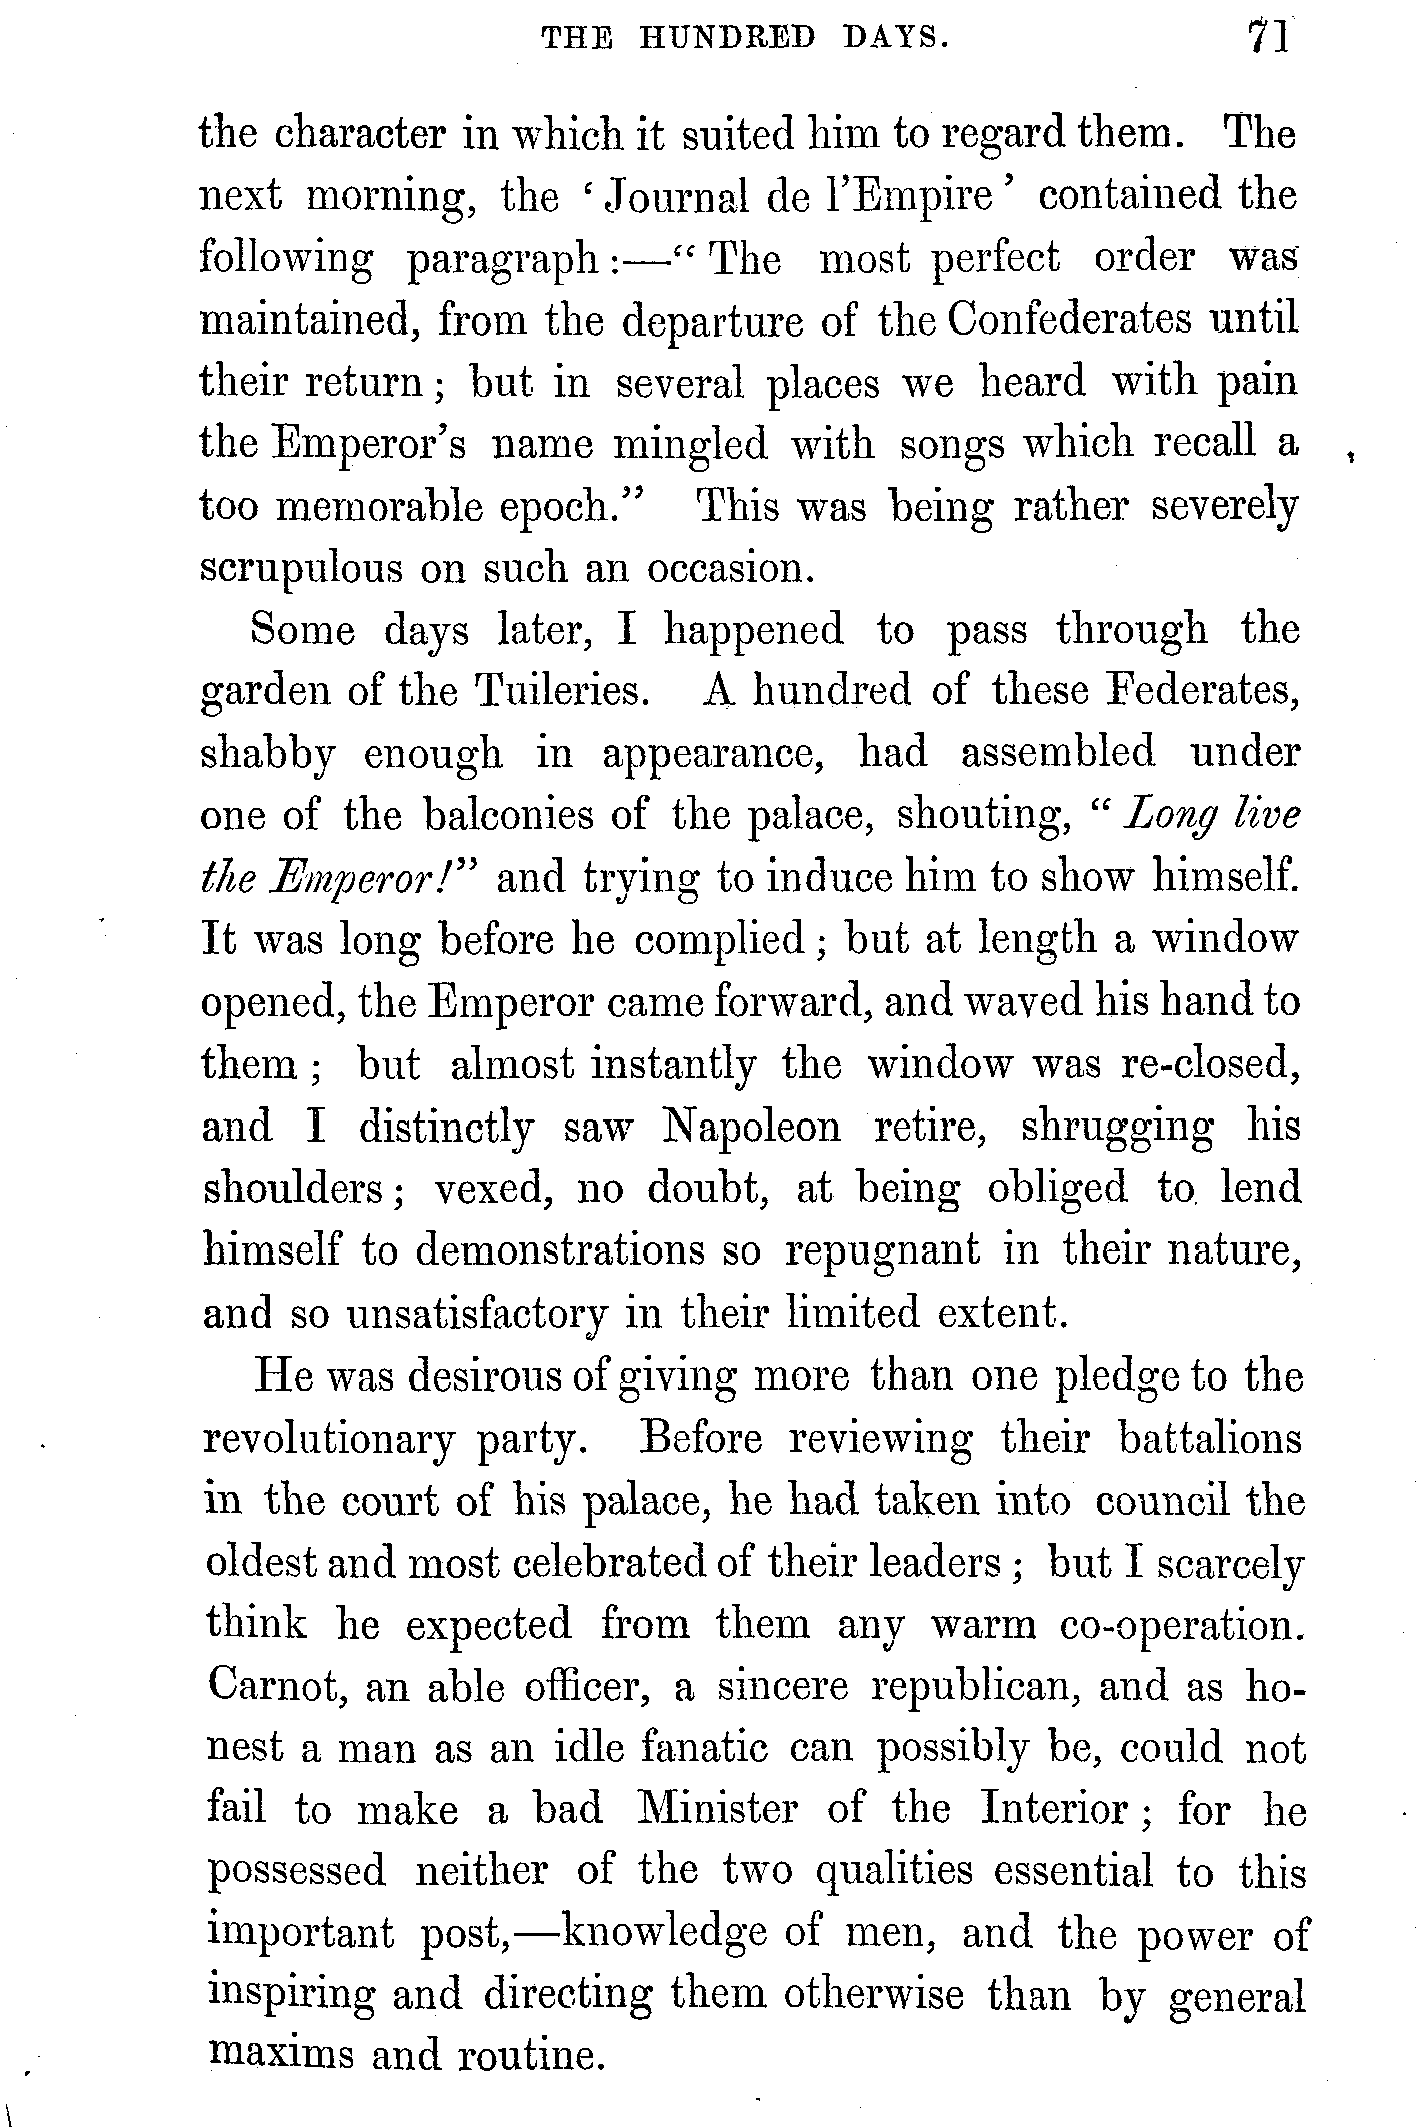 THE HUNDRED DAYS. 71
the character in which it suited him to regard them. The
next morning, the ‘Journal de l’Empire’ contained the
following paragraph:—“The most perfect order was
maintained, from the departure of the Confederates until
their return; but in several places we heard with pain
the Emperor’s name mingled with songs which recall a
too memorable epoch.” This was being rather severely
scrupulous on such an occasion.
Some days later, I happened to pass through the
garden of the Tuileries. A hundred of these Federates,
shabby enough in appearance, had assembled under
one of the balconies of the palace, shouting, “Long live
the Emperor!” and trying to induce him to show himself.
It was long before he complied; but at length a window
opened, the Emperor came forward, and waved his hand to
them; but almost instantly the window was re-closed,
and I distinctly saw Napoleon retire, shrugging his
shoulders; vexed, no doubt, at being obliged to lend
himself to demonstrations so repugnant in their nature,
and so unsatisfactory in their limited extent.
He was desirous of giving more than one pledge to the
revolutionary party. Before reviewing their battalions
in the court of his palace, he had taken into council the
oldest and most celebrated of their leaders; but I scarcely
think he expected from them any warm co-operation.
Carnot, an able officer, a sincere republican, and as ho-
nest a man as an idle fanatic can possibly be, could not
fail to make a bad Minister of the Interior; for he
possessed neither of the two qualities essential to this
important post,—knowledge of men, and the power of
inspiring and directing them otherwise than by general
maxims and routine.